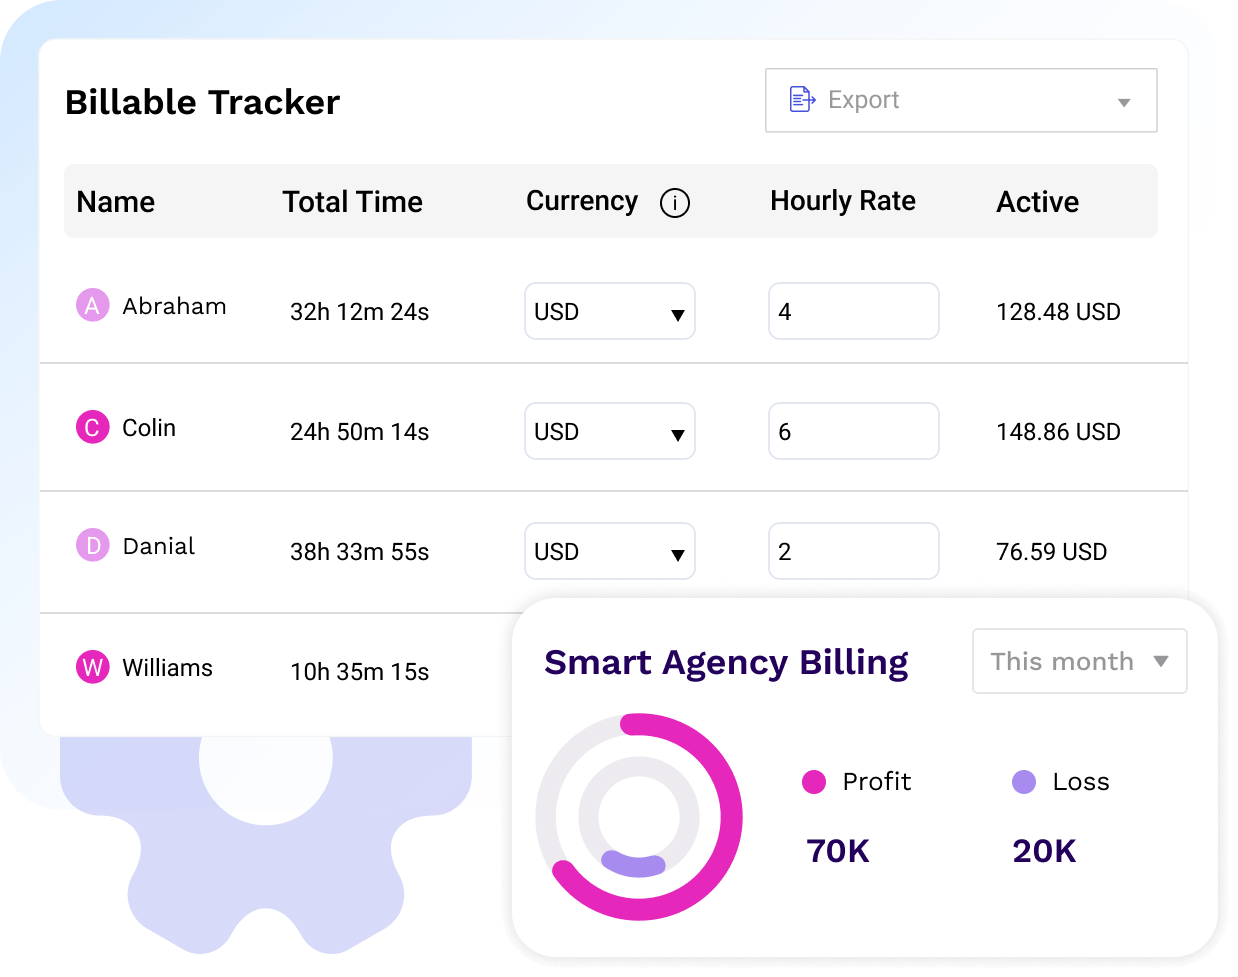 Billable Tracker
Export
Name Total Time Currency i Hourly Rate Active
A Abraham 32h 12m 24s USD 4 128.48 USD
C Colin 24h 50m 14s USD 6 148.86 USD
D Danial 38h 33m 55s USD 2 76.59 USD
W Williams 10h 35m 15s
Smart Agency Billing This month
Profit Loss
70K 20K